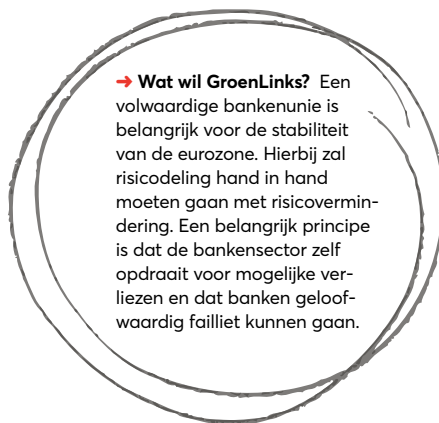 → Wat wil GroenLinks? Een
volwaardige bankenunie is
belangrijk voor de stabiliteit
van de eurozone. Hierbij zal
risicodeling hand in hand
moeten gaan met risicovermin-
dering. Een belangrijk principe
is dat de bankensector zelf
opdraait voor mogelijke ver-
liezen en dat banken geloof-
waardig failliet kunnen gaan.